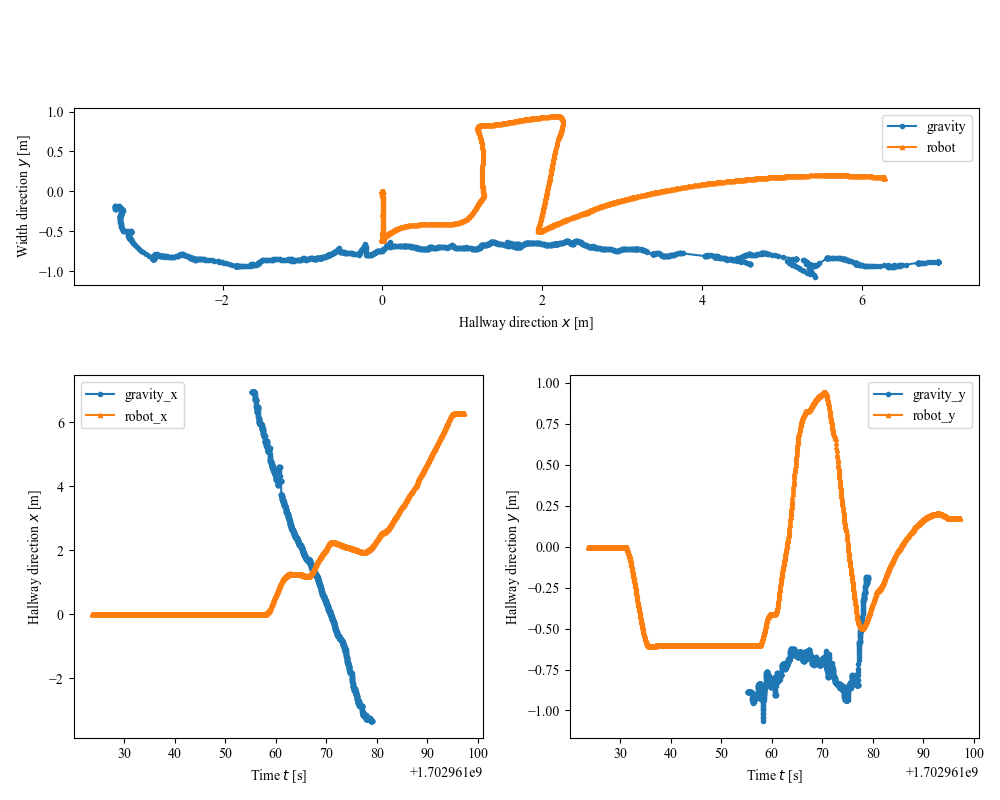 1.0
0.5
0.0
−0.5
−1.0
Width direction y [m]
gravity
robot
−2
0
2
4
6
Hallway direction x [m]
6
4
2
0
−2
Hallway direction x [m]
gravity_x
robot_x
30
40
50
60
70
80
90
100
Time t [s]
+1.702961e9
1.00
0.75
0.50
0.25
0.00
−0.25
−0.50
−0.75
−1.00
Hallway direction y [m]
gravity_y
robot_y
30
40
50
60
70
80
90
100
Time t [s]
+1.702961e9